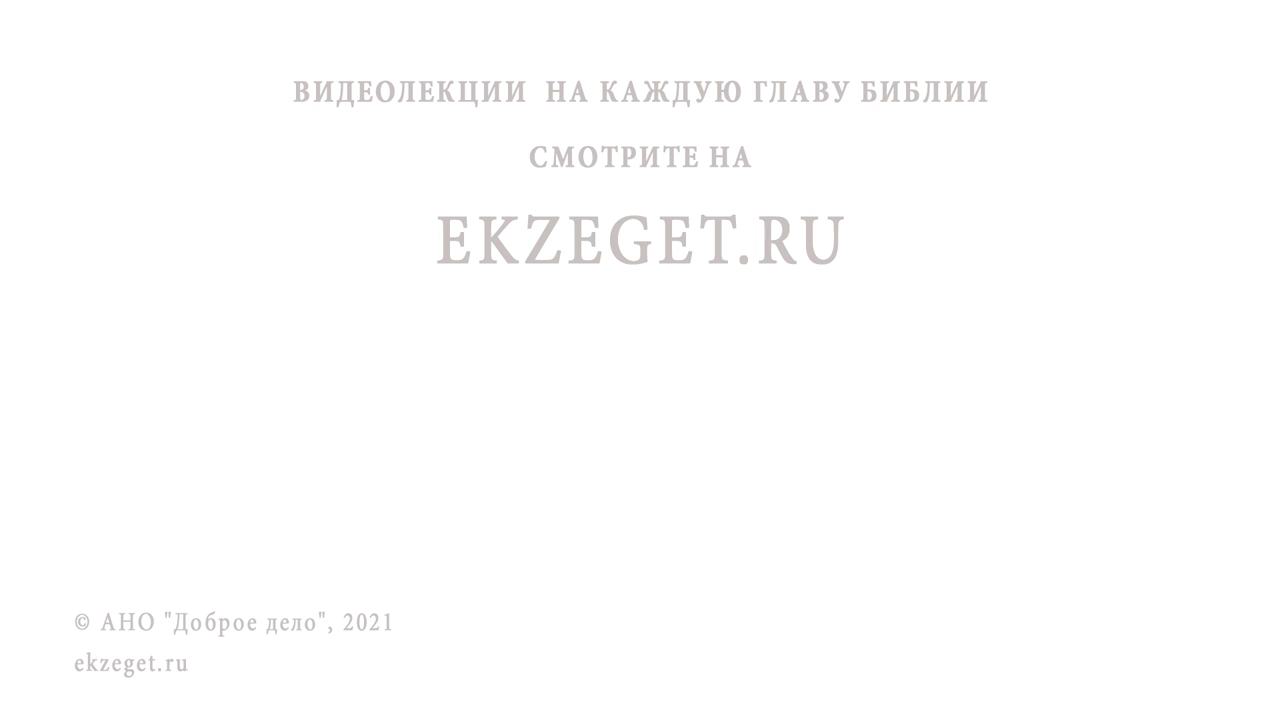 ВИДЕОЛЕКЦИИ НА КАЖДУЮ ГЛАВУ БИБЛИИ
СМОТРИТЕ НА
EKZEGET.RU
© АНО "Доброе дело", 2021
ekzeget.ru